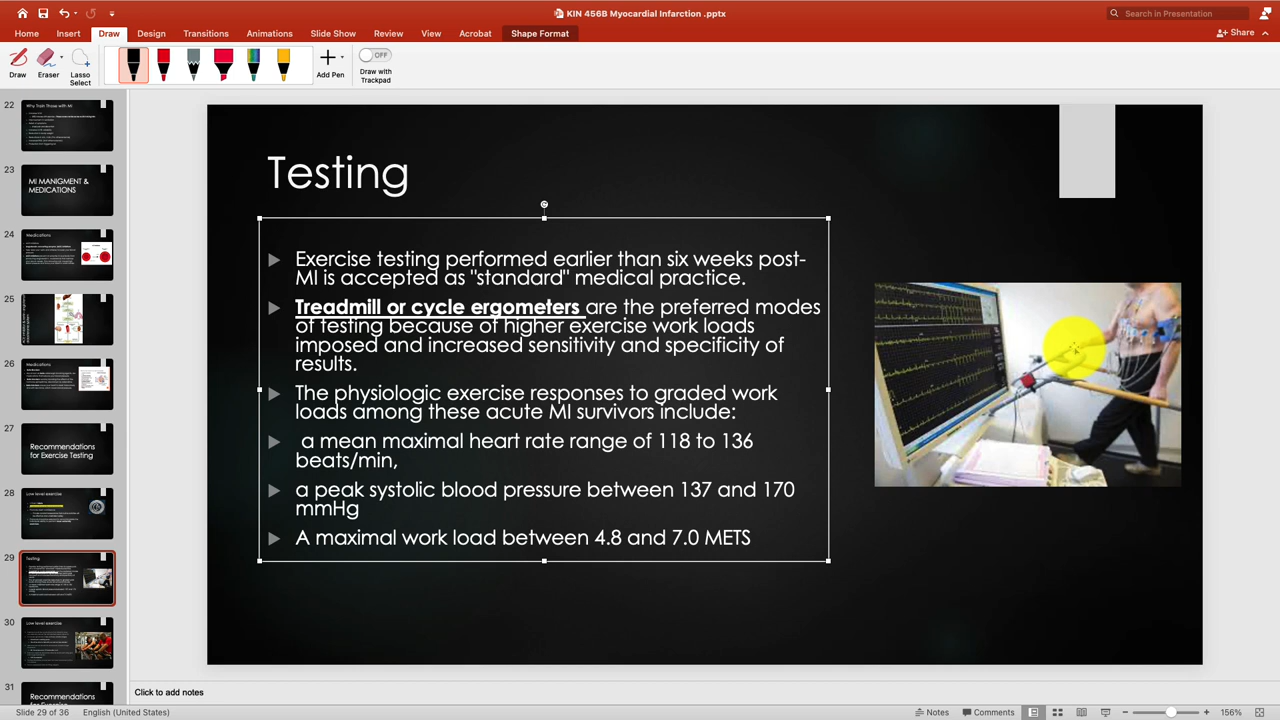 KIN 456B Myocardial Infarction .pptx
Search in Presentation
Home Insert Draw Design Transitions Animations Slide Show Review View Acrobat Shape Format
Share
OFF
Draw Eraser Lasso Select Add Pen Draw with Trackpad
22
Why Train Those with MI
23
MI MANIGMENT &
MEDICATIONS
24
Medications
25
26
Medications
27
Recommendations
for Exercise Testing
28
Low level exercise
29
Testing
30
Low level exercise
31
Recommendations
Testing
Exercise testing performed earlier than six weeks post-
MI is accepted as "standard" medical practice.
Treadmill or cycle ergometers are the prefered modes
of testing because of higher exercise work loads
imposed and increased sensitivity and specificity of
results.
The physiologic exercise responses to graded work
loads among these acute MI survivors include:
a mean maximal heart rate range of 118 to 136
beats/min,
a peak systolic blood pressure between 137 and 170
mmHg
A maximal work load between 4.8 and 7.0 METS
Click to add notes
Slide 29 of 36 English (United States) Notes Comments 156%